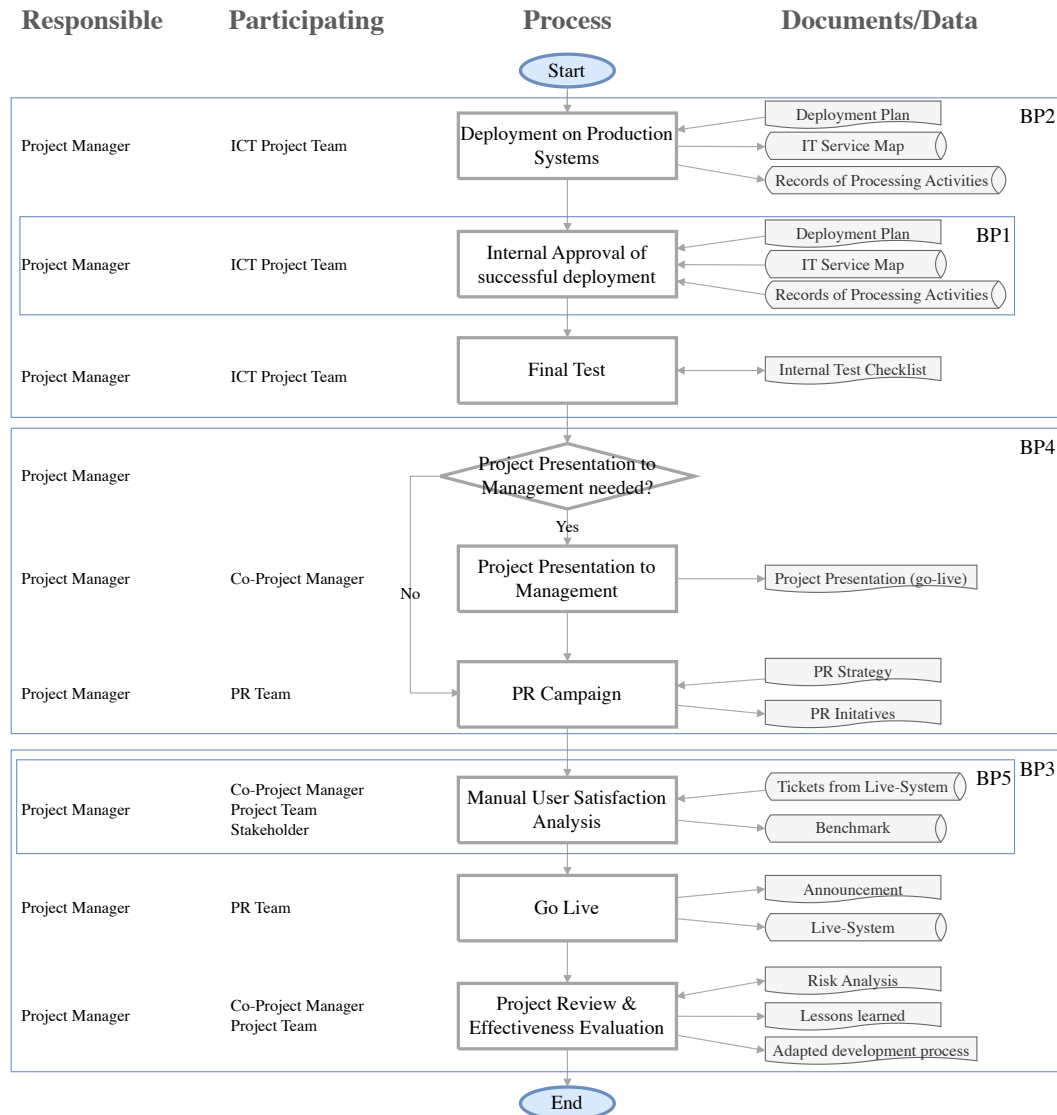 Responsible Participating Process Documents/Data
Start
BP2
Project Manager
ICT Project Team
Deployment on Production
Systems
Deployment Plan
IT Service Map
Records of Processing Activities
BP1
Project Manager
ICT Project Team
Internal Approval of
successful deployment
Deployment Plan
IT Service Map
Records of Processing Activities
Project Manager
ICT Project Team
Final Test
Internal Test Checklist
BP4
Project Manager
Project Presentation to
Management needed?
Yes
No
Project Manager
Co-Project Manager
Project Presentation to
Management
Project Presentation (go-live)
Project Manager
PR Team
PR Campaign
PR Strategy
PR Initatives
BP3
BP5
Project Manager
Co-Project Manager
Project Team
Stakeholder
Manual User Satisfaction
Analysis
Tickets from Live-System
Benchmark
Project Manager
PR Team
Go Live
Announcement
Live-System
Project Manager
Co-Project Manager
Project Team
Project Review &
Effectiveness Evaluation
Risk Analysis
Lessons learned
Adapted development process
End